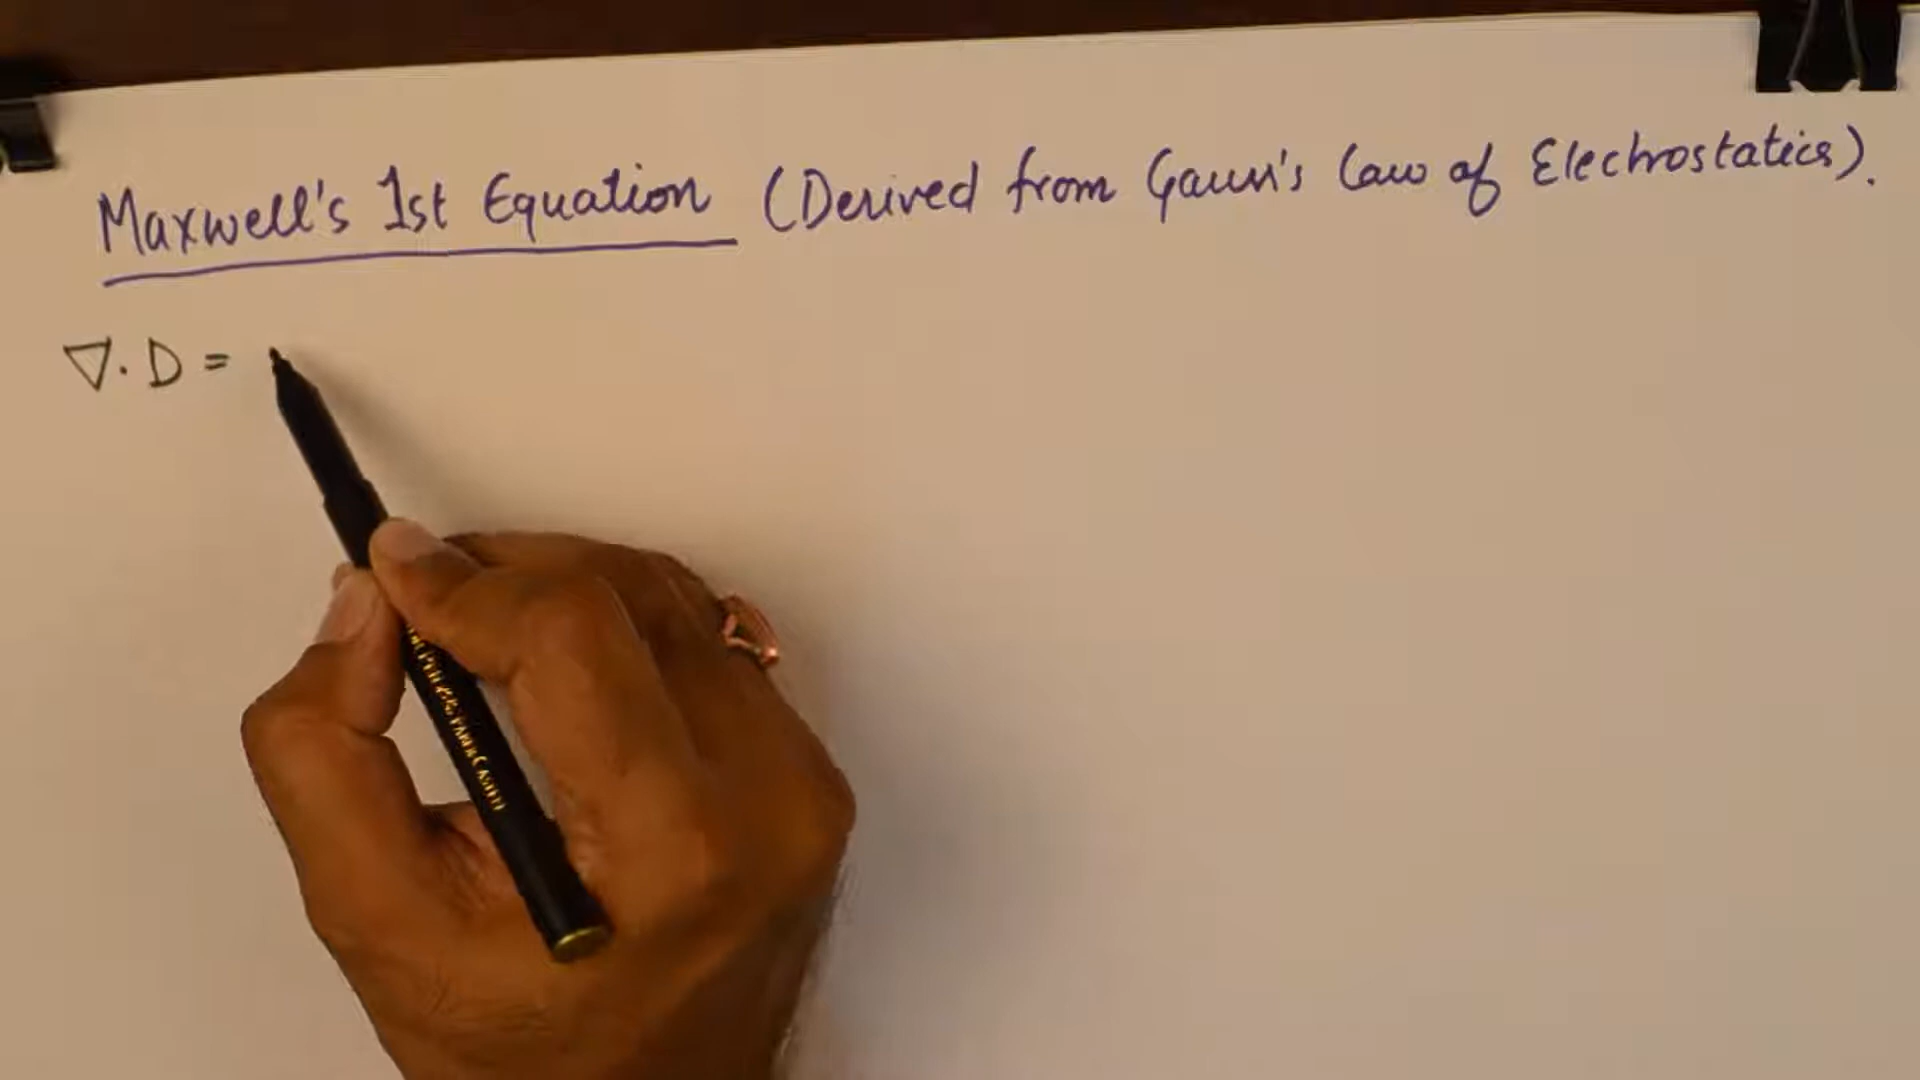 Maxwell's 1st Equation (Derived from Gauss's Law of Electrostatics).
∇. D =